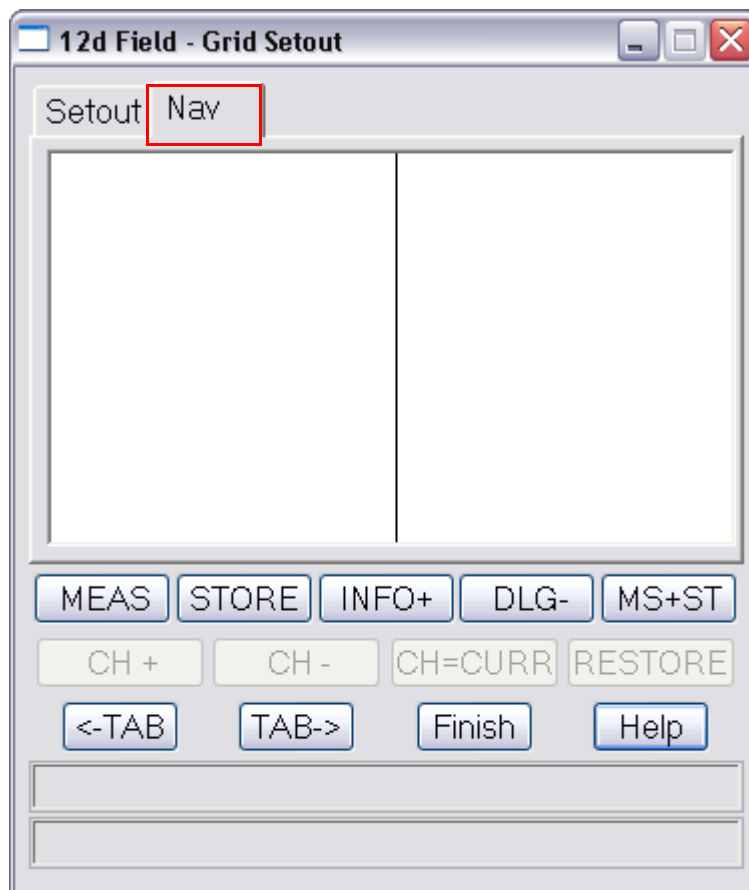 12d Field - Grid Setout
Setout Nav
MEAS STORE INFO+ DLG- MS+ST
CH + CH - CH=CURR RESTORE
<-TAB TAB-> Finish Help